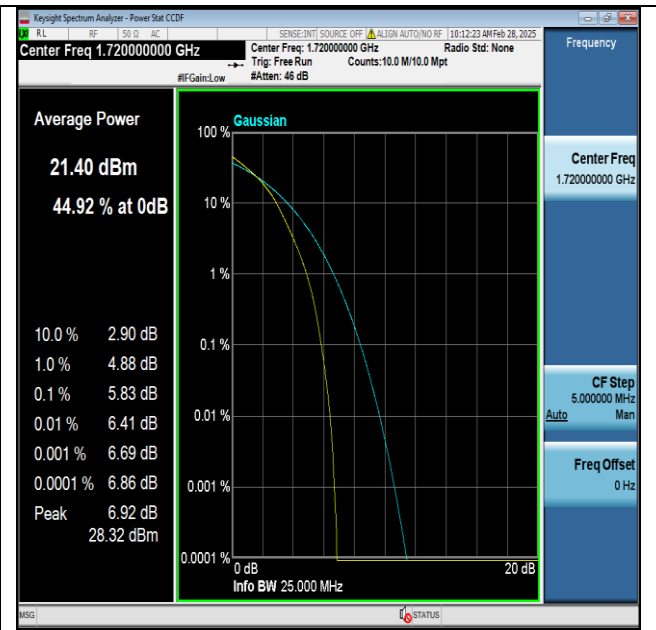 Keysight Spectrum Analyzer - Power Stat CCDF
RL RF 50 Ω AC SENSE:INT SOURCE OFF ALIGN AUTO/NO RF 10:12:23 AM Feb 28, 2025
Center Freq 1.720000000 GHz
Center Freq: 1.720000000 GHz Radio Std: None
Trig: Free Run Counts:10.0 M/10.0 Mpt
#IFGain:Low #Atten: 46 dB
Frequency
Center Freq
1.720000000 GHz
CF Step
5.000000 MHz
Auto Man
Freq Offset
0 Hz
Average Power
21.40 dBm
44.92 % at 0dB
10.0 % 2.90 dB
1.0 % 4.88 dB
0.1 % 5.83 dB
0.01 % 6.41 dB
0.001 % 6.69 dB
0.0001 % 6.86 dB
Peak 6.92 dB
28.32 dBm
Gaussian
100 %
10 %
1 %
0.1 %
0.01 %
0.001 %
0.0001 %
0 dB 20 dB
Info BW 25.000 MHz
MSG STATUS